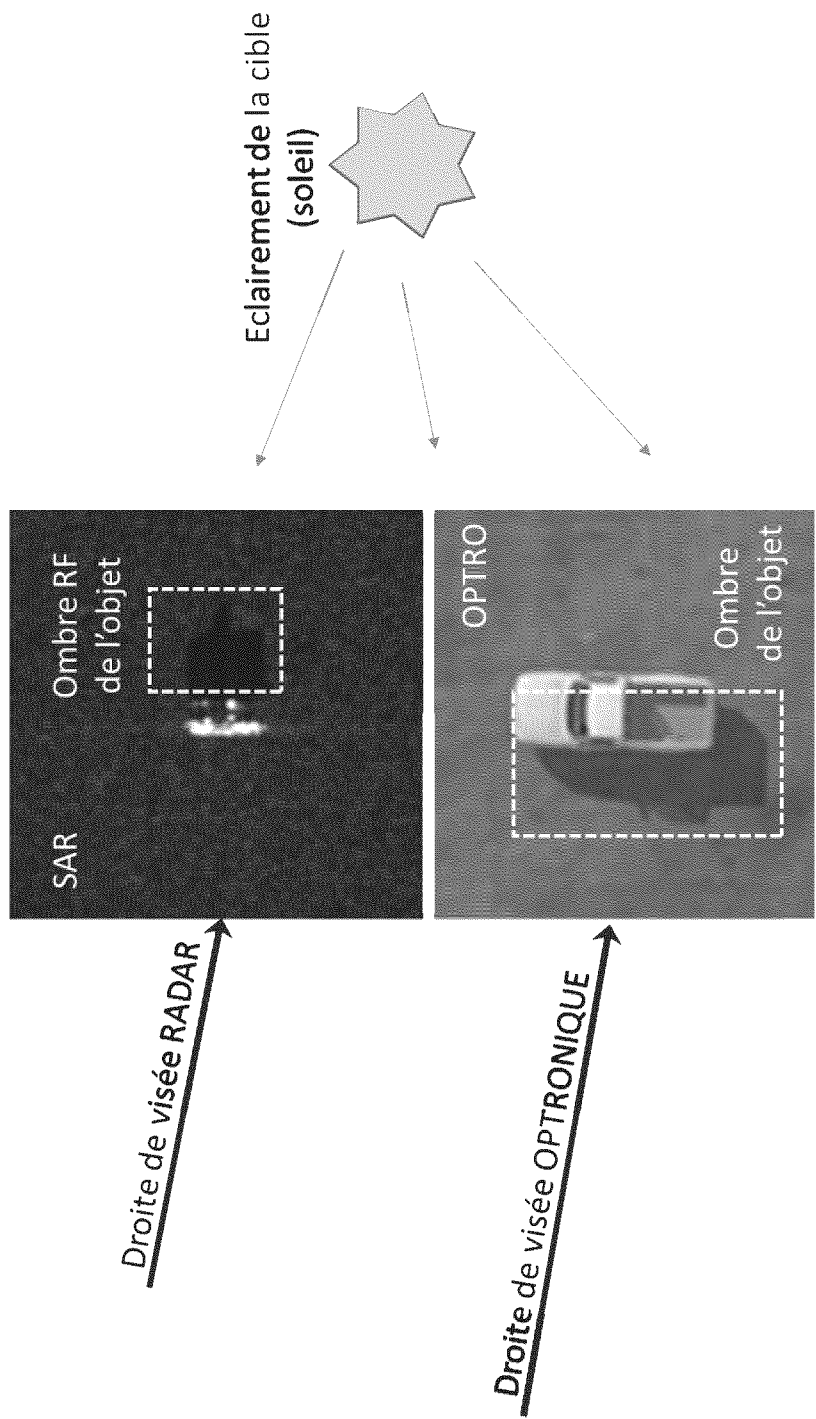 SAR
Ombre RF
de l'objet
Droite de visée RADAR
Eclairement de la cible
(soleil)
OPTRO
Droite de visée OPTRONIQUE
Ombre
de l'objet